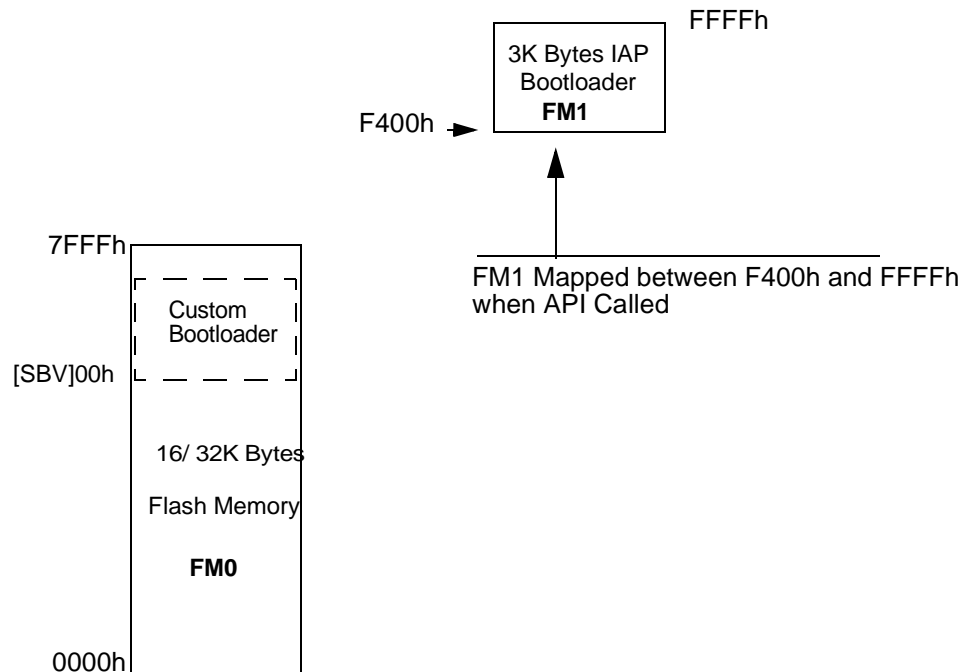 FFFFh
3K Bytes IAP
Bootloader
FM1
F400h
7FFFh
FM1 Mapped between F400h and FFFFh
when API Called
Custom
Bootloader
[SBV]00h
16/ 32K Bytes
Flash Memory
FM0
0000h